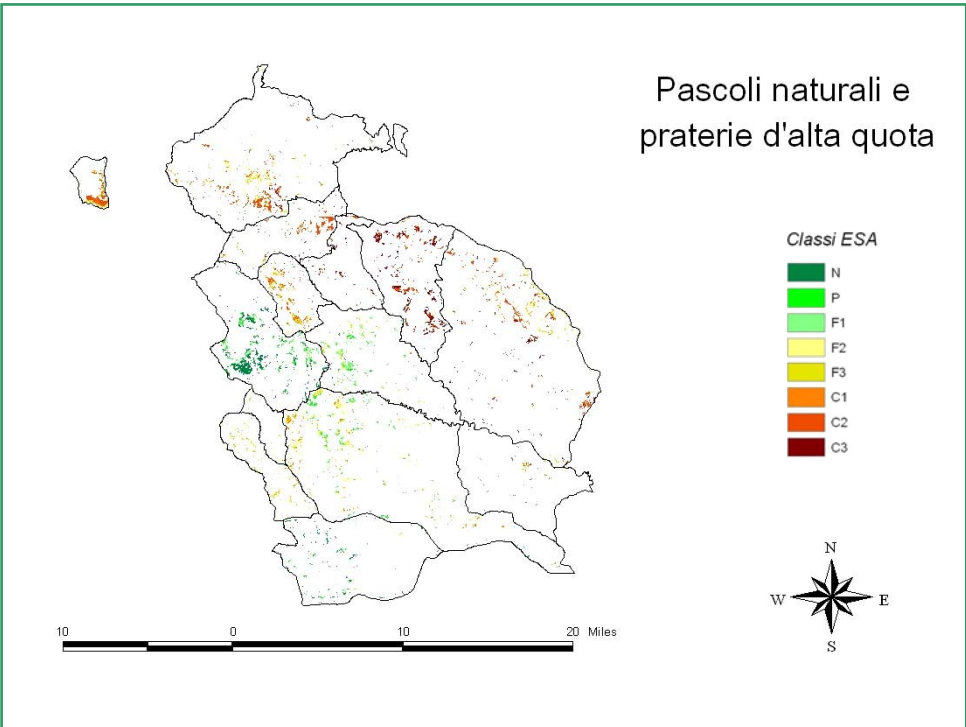 Pascoli naturali e
praterie d'alta quota
Classi ESA
N
P
F1
F2
F3
C1
C2
C3
N
W E
S
10 0 10 20 Miles